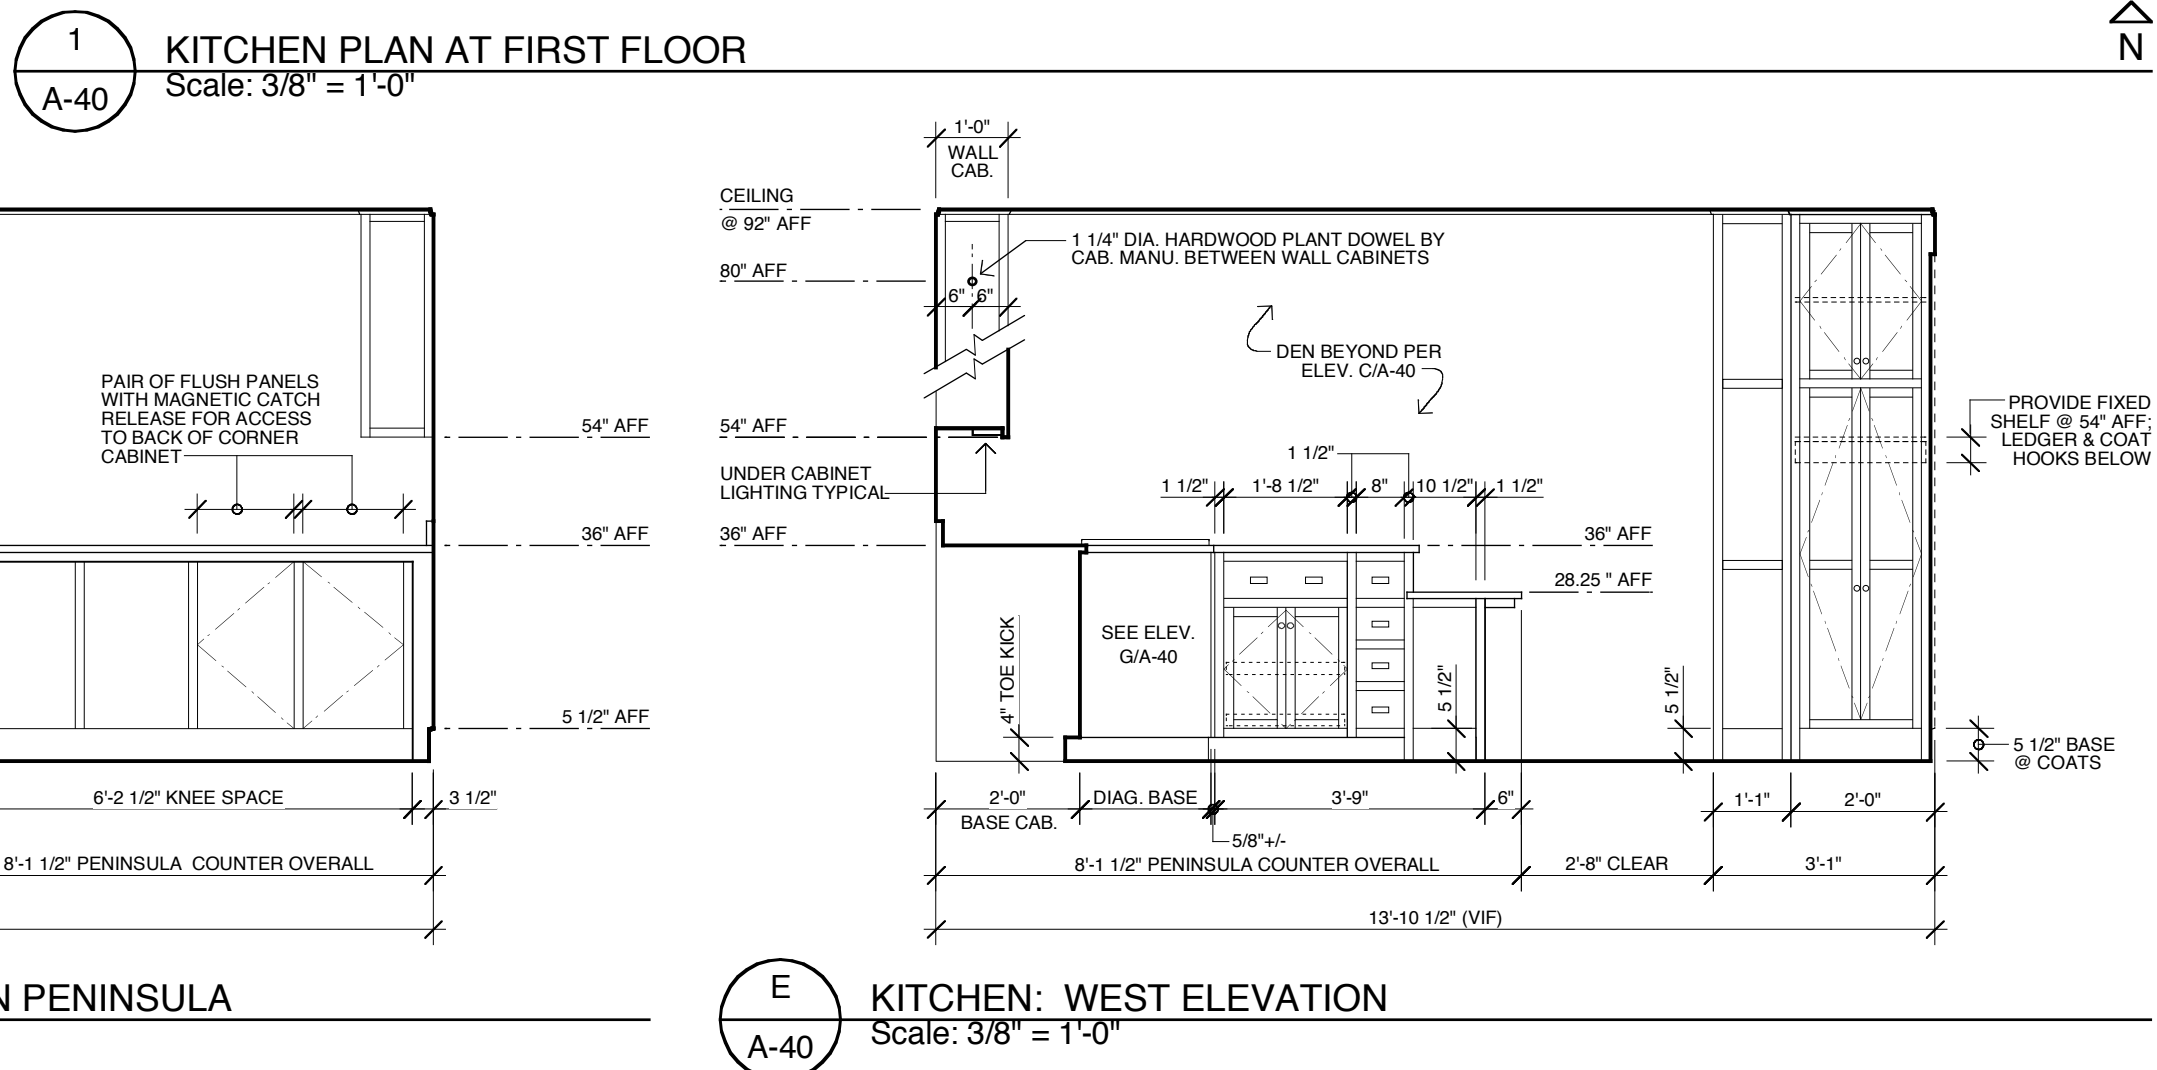 1
A-40
KITCHEN PLAN AT FIRST FLOOR
Scale: 3/8" = 1'-0"
N
PAIR OF FLUSH PANELS
WITH MAGNETIC CATCH
RELEASE FOR ACCESS
TO BACK OF CORNER
CABINET
54" AFF
36" AFF
5 1/2" AFF
6'-2 1/2" KNEE SPACE
3 1/2"
8'-1 1/2" PENINSULA COUNTER OVERALL
N PENINSULA
1'-0"
WALL
CAB.
CEILING
@ 92" AFF
80" AFF
1 1/4" DIA. HARDWOOD PLANT DOWEL BY
CAB. MANU. BETWEEN WALL CABINETS
6" 6"
DEN BEYOND PER
ELEV. C/A-40
54" AFF
UNDER CABINET
LIGHTING TYPICAL
36" AFF
1 1/2"
1 1/2" 1'-8 1/2" 8" 10 1/2" 1 1/2"
36" AFF
28.25 " AFF
PROVIDE FIXED
SHELF @ 54" AFF;
LEDGER & COAT
HOOKS BELOW
SEE ELEV.
G/A-40
4" TOE KICK
5 1/2"
5 1/2"
5 1/2" BASE
@ COATS
2'-0" DIAG. BASE 3'-9" 6" 1'-1" 2'-0"
BASE CAB.
5/8"+/-
8'-1 1/2" PENINSULA COUNTER OVERALL 2'-8" CLEAR 3'-1"
13'-10 1/2" (VIF)
E
A-40
KITCHEN: WEST ELEVATION
Scale: 3/8" = 1'-0"